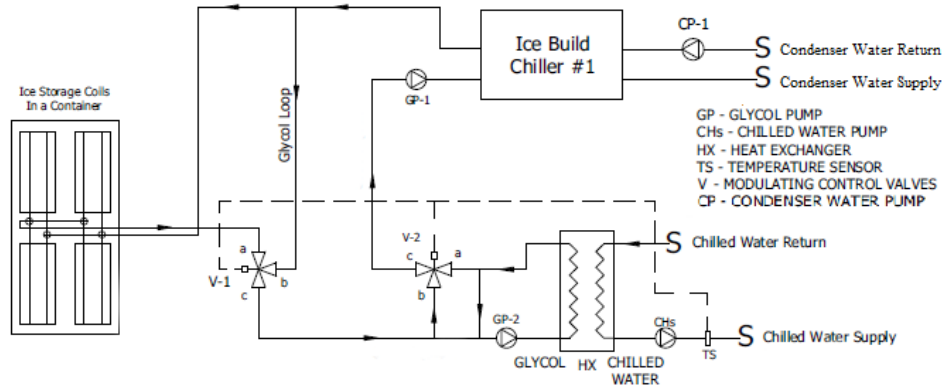 CP-1
Ice Build
Chiller #1
S Condenser Water Return
S Condenser Water Supply
GP-1
Ice Storage Coils
In a Container
Glycol Loop
GP - GLYCOL PUMP
CHs - CHILLED WATER PUMP
HX - HEAT EXCHANGER
TS - TEMPERATURE SENSOR
V - MODULATING CONTROL VALVES
CP - CONDENSER WATER PUMP
a
V-1
b
c
V-2
a
c
b
S Chilled Water Return
GP-2
CHs
S Chilled Water Supply
TS
GLYCOL HX CHILLED
WATER